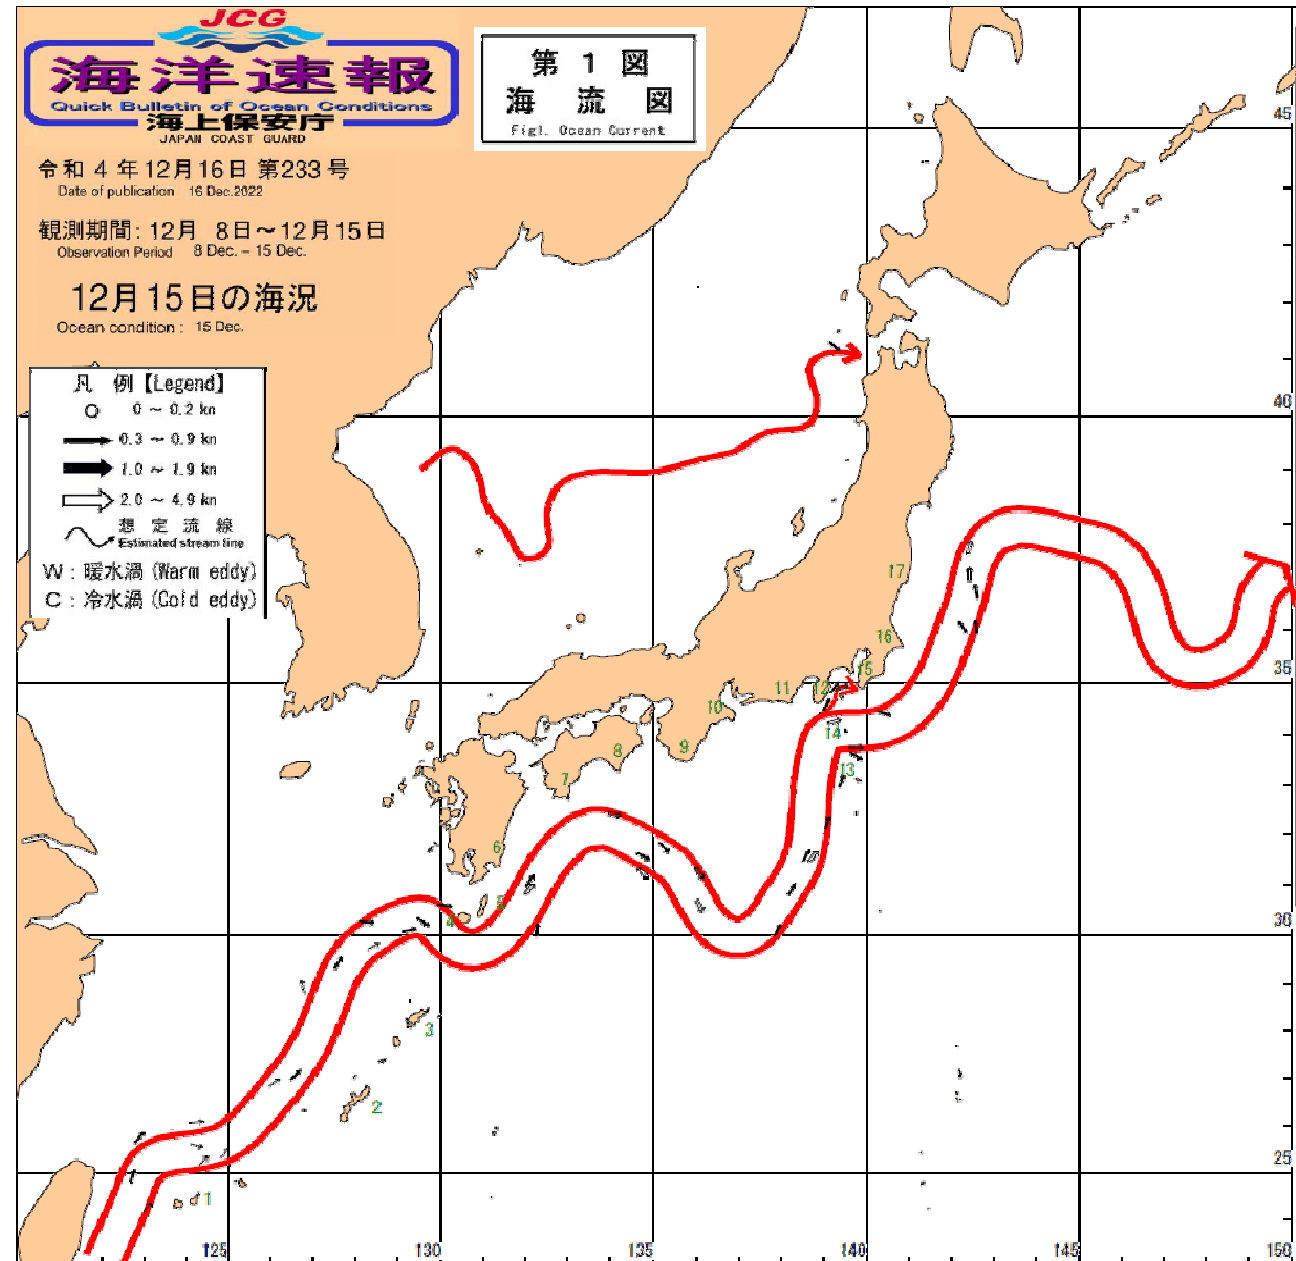 JCG
海洋速報
Quick Bulletin of Ocean Conditions
海上保安庁
JAPAN COAST GUARD
第 1 図
海 流 図
Fig1. Ocean Current
令和 4 年12月16日 第233号
Date of publication 16 Dec.2022
観測期間: 12月 8日～12月15日
Observation Period 8 Dec. - 15 Dec.
12月15日の海況
Ocean condition : 15 Dec.
凡 例【Legend】
0 ～ 0.2 kn
0.3 ～ 0.9 kn
1.0 ～ 1.9 kn
2.0 ～ 4.9 kn
想 定 流 線
Estimated stream line
W : 暖水渦 (Warm eddy)
C : 冷水渦 (Cold eddy)
45
40
17
16
35
15
12
11
10
14
9
8
13
7
6
5
4
30
3
2
25
1
125
130
135
140
145
150